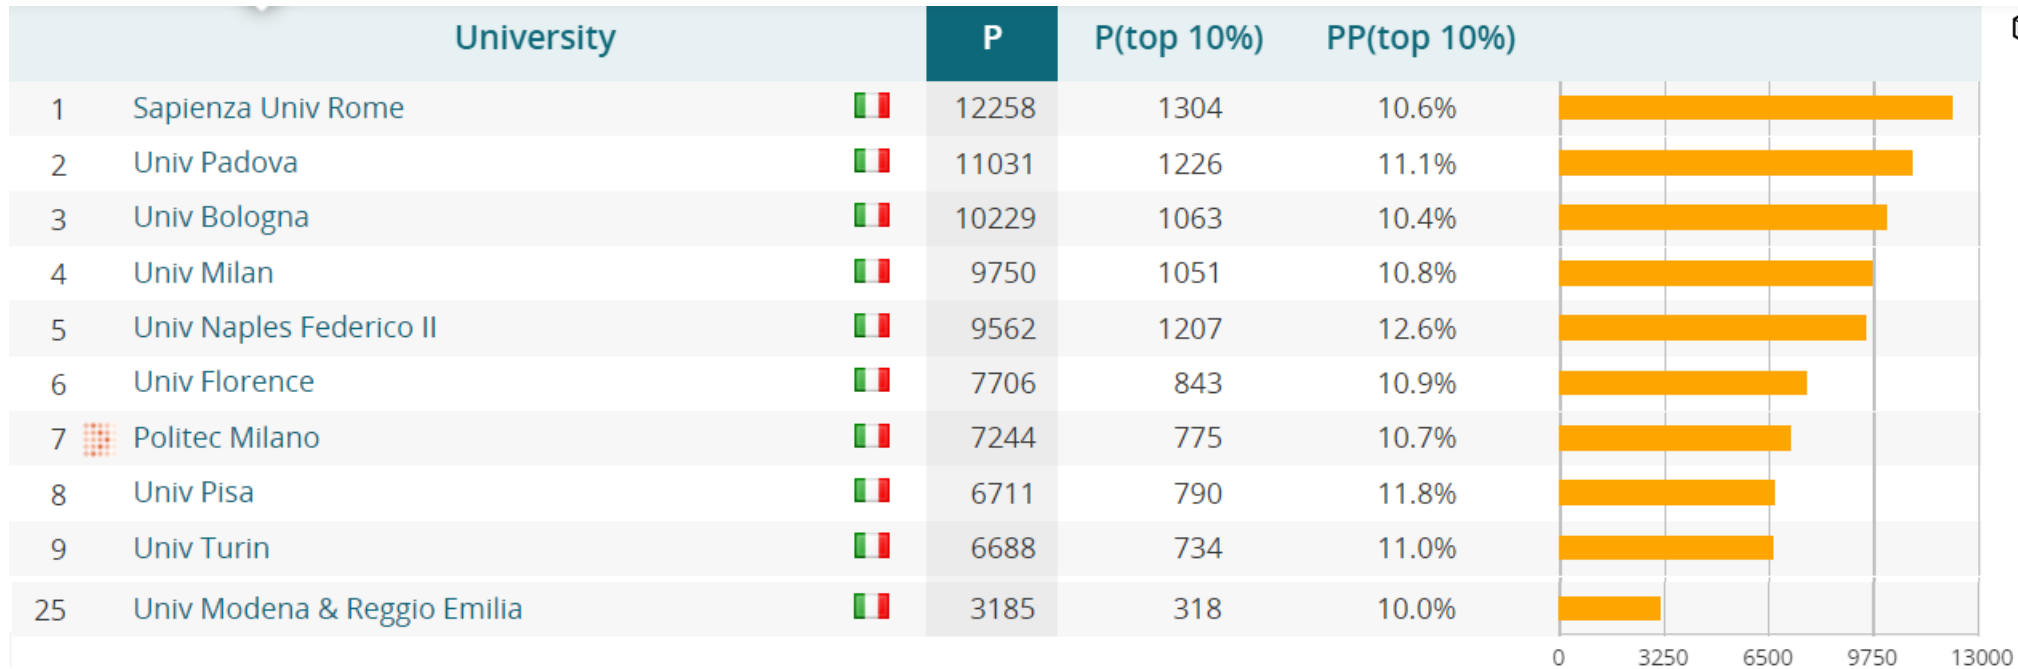 University P P(top 10%) PP(top 10%)
1 Sapienza Univ Rome 12258 1304 10.6%
2 Univ Padova 11031 1226 11.1%
3 Univ Bologna 10229 1063 10.4%
4 Univ Milan 9750 1051 10.8%
5 Univ Naples Federico II 9562 1207 12.6%
6 Univ Florence 7706 843 10.9%
7 Politec Milano 7244 775 10.7%
8 Univ Pisa 6711 790 11.8%
9 Univ Turin 6688 734 11.0%
25 Univ Modena & Reggio Emilia 3185 318 10.0%
0 3250 6500 9750 13000